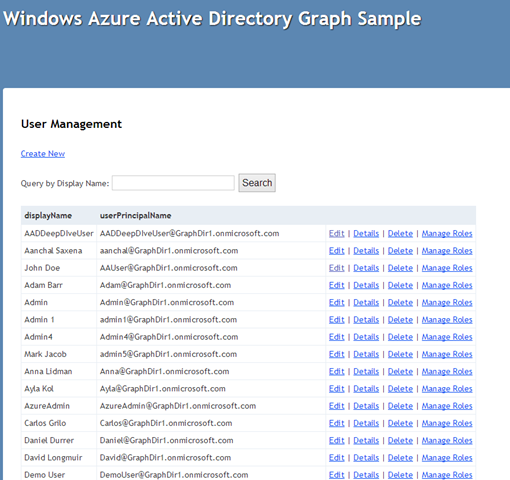 Windows Azure Active Directory Graph Sample
User Management
Create New
Query by Display Name: Search
displayName userPrincipalName
AADDeepDIveUser AADDeepDIveUser@GraphDir1.onmicrosoft.com Edit | Details | Delete | Manage Roles
Aanchal Saxena aanchal@GraphDir1.onmicrosoft.com Edit | Details | Delete | Manage Roles
John Doe AAUser@GraphDir1.onmicrosoft.com Edit | Details | Delete | Manage Roles
Adam Barr Adam@GraphDir1.onmicrosoft.com Edit | Details | Delete | Manage Roles
Admin Admin@GraphDir1.onmicrosoft.com Edit | Details | Delete | Manage Roles
Admin 1 admin1@GraphDir1.onmicrosoft.com Edit | Details | Delete | Manage Roles
Admin4 Admin4@GraphDir1.onmicrosoft.com Edit | Details | Delete | Manage Roles
Mark Jacob admin5@GraphDir1.onmicrosoft.com Edit | Details | Delete | Manage Roles
Anna Lidman Anna@GraphDir1.onmicrosoft.com Edit | Details | Delete | Manage Roles
Ayla Kol Ayla@GraphDir1.onmicrosoft.com Edit | Details | Delete | Manage Roles
AzureAdmin AzureAdmin@GraphDir1.onmicrosoft.com Edit | Details | Delete | Manage Roles
Carlos Grilo Carlos@GraphDir1.onmicrosoft.com Edit | Details | Delete | Manage Roles
Daniel Durrer Daniel@GraphDir1.onmicrosoft.com Edit | Details | Delete | Manage Roles
David Longmuir David@GraphDir1.onmicrosoft.com Edit | Details | Delete | Manage Roles
Demo User DemoUser@GraphDir1.onmicrosoft.com Edit | Details | Delete | Manage Roles